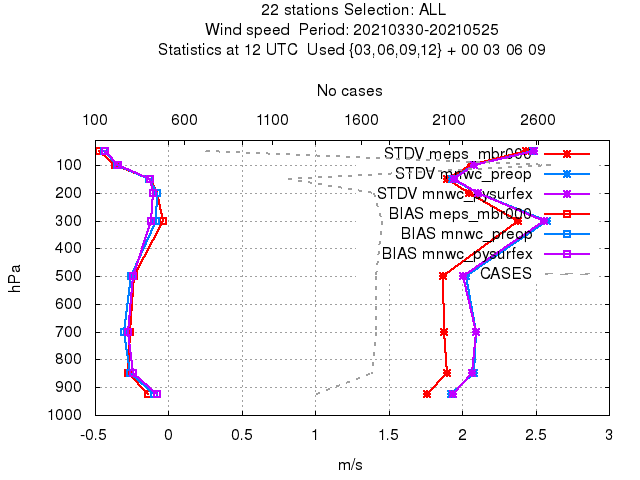 22 stations Selection: ALL
Wind speed  Period: 20210330-20210525
Statistics at 12 UTC  Used {03,06,09,12} + 00 03 06 09
No cases
100 600 1100 1600 2100 2600
STDV meps_mbr000
STDV mnwc_preop
STDV mnwc_pysurfex
BIAS meps_mbr000
BIAS mnwc_preop
BIAS mnwc_pysurfex
CASES
100
200
300
400
500
600
700
800
900
1000
hPa
-0.5 0 0.5 1 1.5 2 2.5 3
m/s